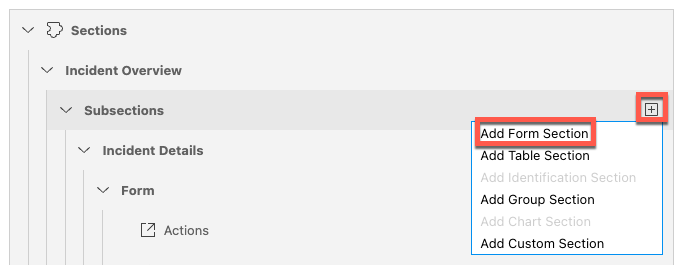 Sections
Incident Overview
Subsections
Add Form Section
Add Table Section
Incident Details
Add Identification Section
Form
Add Group Section
Add Chart Section
Actions
Add Custom Section